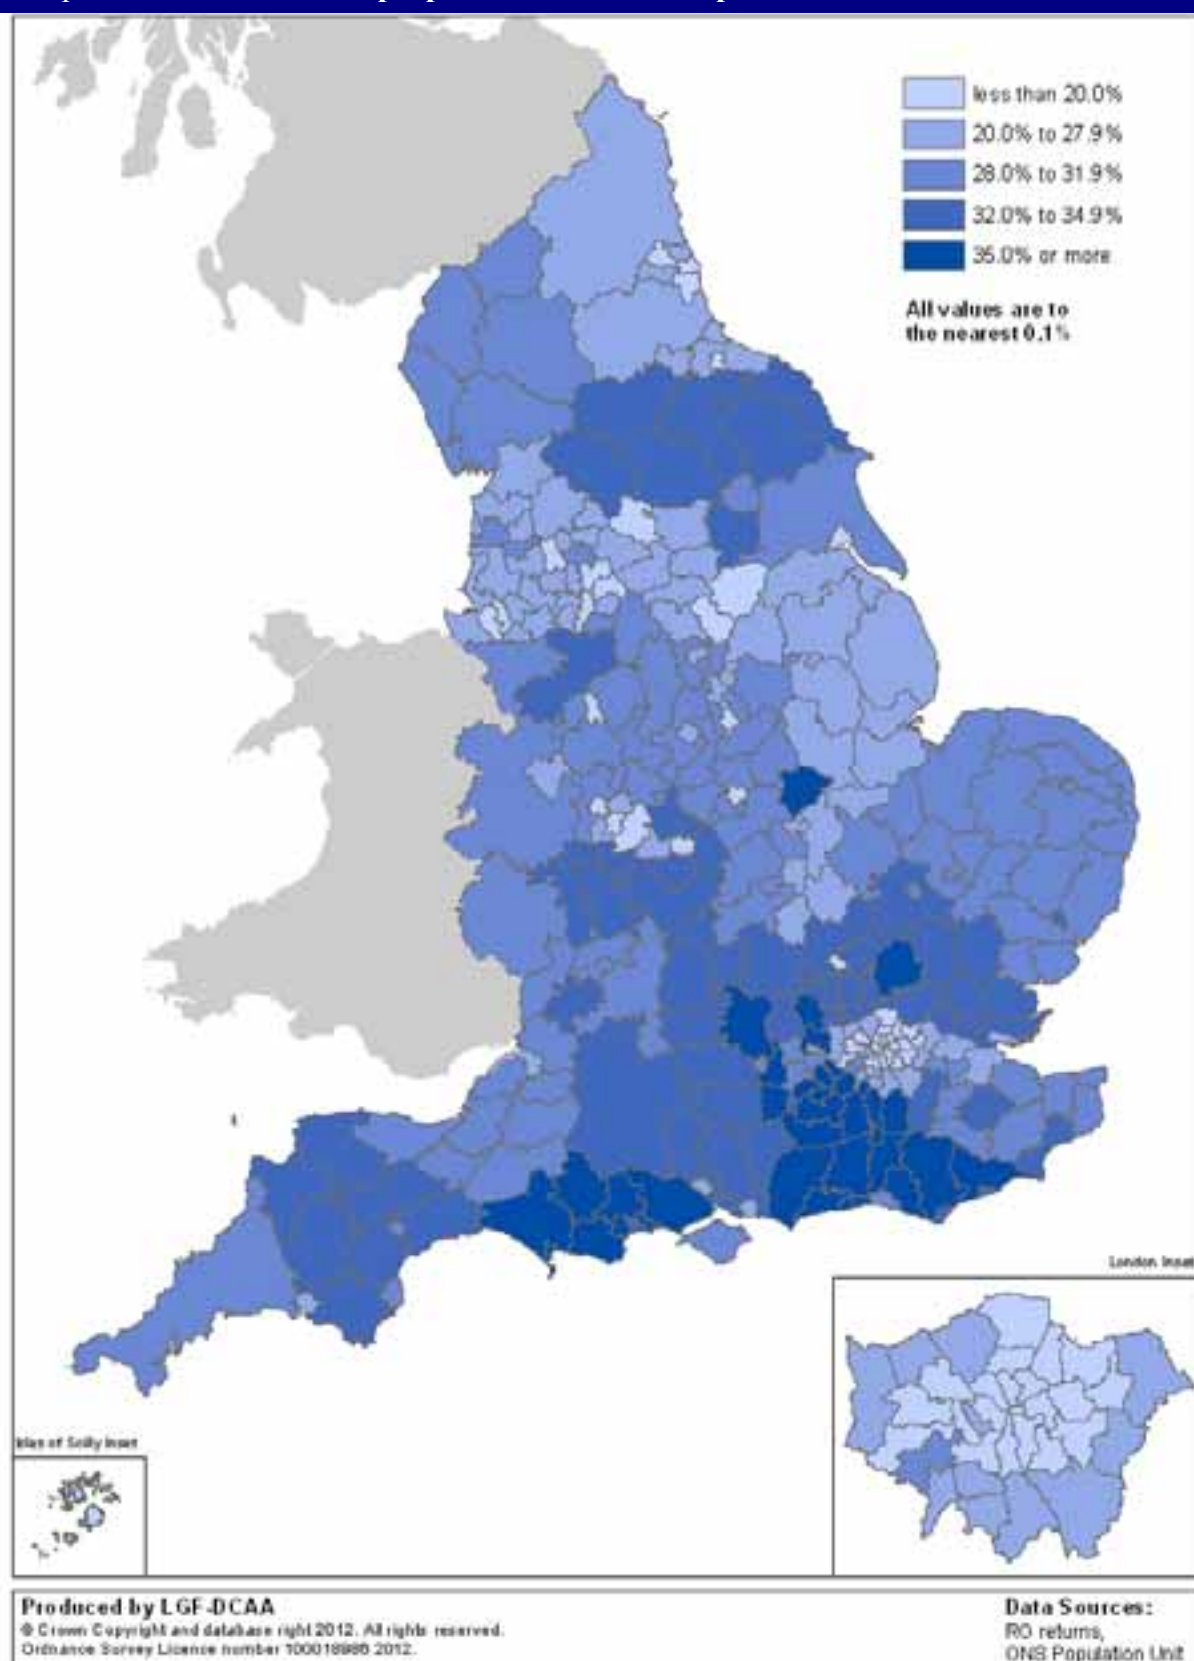 less than 20.0%
20.0% to 27.9%
28.0% to 31.9%
32.0% to 34.9%
35.0% or more
All values are to
the nearest 0.1%
London Inset
Isles of Scilly Inset
Produced by LGF-DCAA
© Crown Copyright and database right 2012. All rights reserved.
Ordnance Survey Licence number 100018986 2012.
Data Sources:
RO returns,
ONS Population Unit